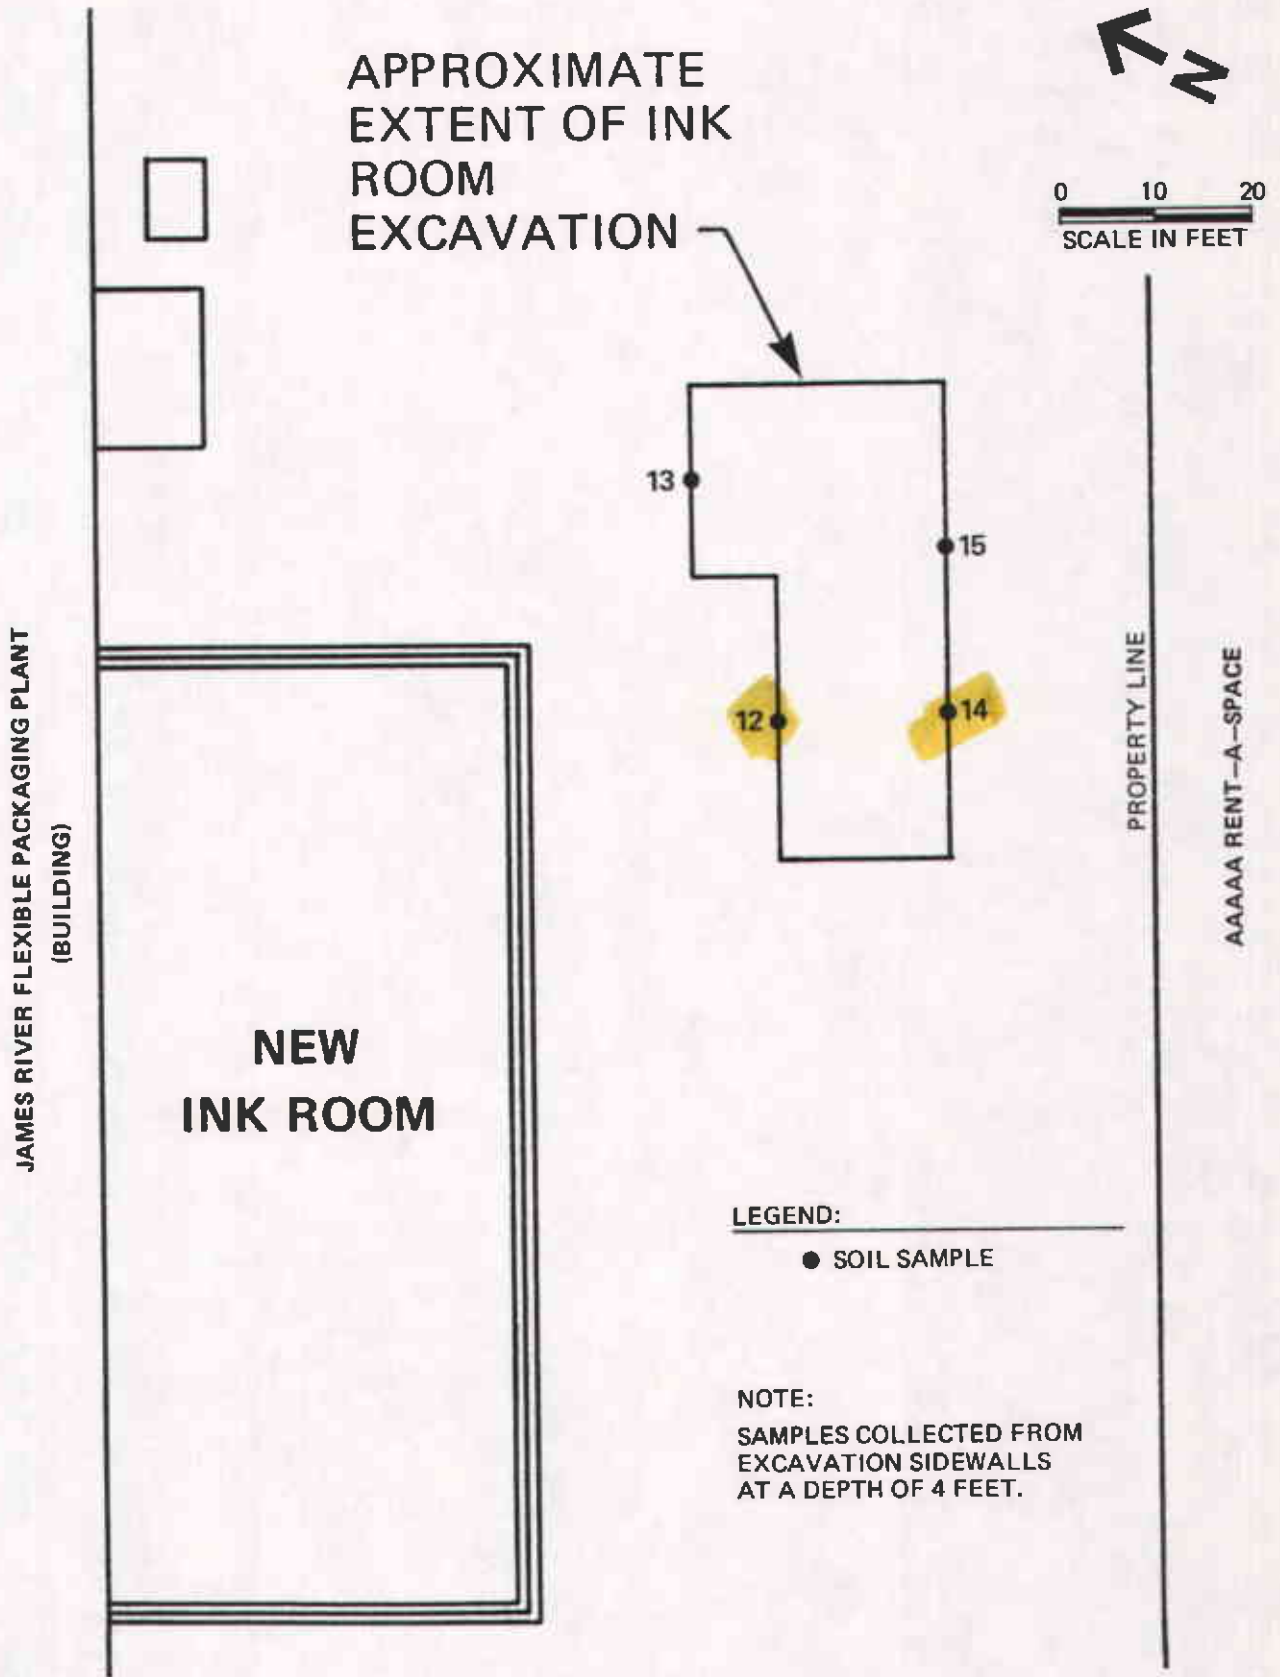 APPROXIMATE
EXTENT OF INK
ROOM
EXCAVATION
N
0 10 20
SCALE IN FEET
13
15
12
14
JAMES RIVER FLEXIBLE PACKAGING PLANT
(BUILDING)
PROPERTY LINE
AAAAA RENT-A-SPACE
NEW
INK ROOM
LEGEND:
SOIL SAMPLE
NOTE:
SAMPLES COLLECTED FROM
EXCAVATION SIDEWALLS
AT A DEPTH OF 4 FEET.